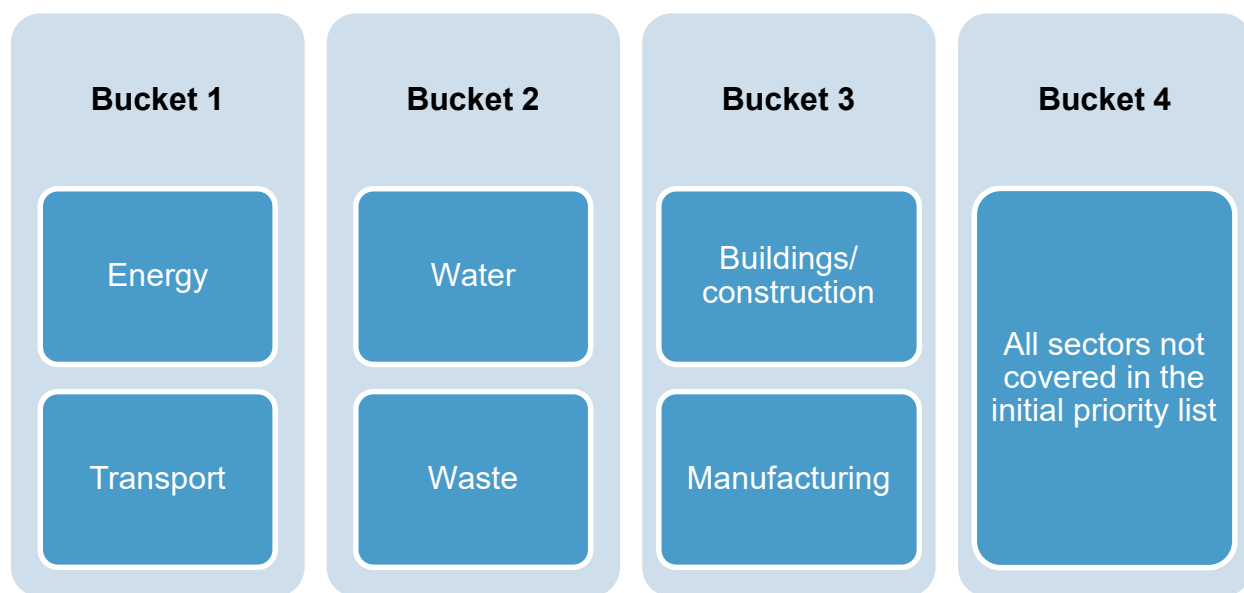 Bucket 1
Energy
Transport
Bucket 2
Water
Waste
Bucket 3
Buildings/
construction
Manufacturing
Bucket 4
All sectors not
covered in the
initial priority list